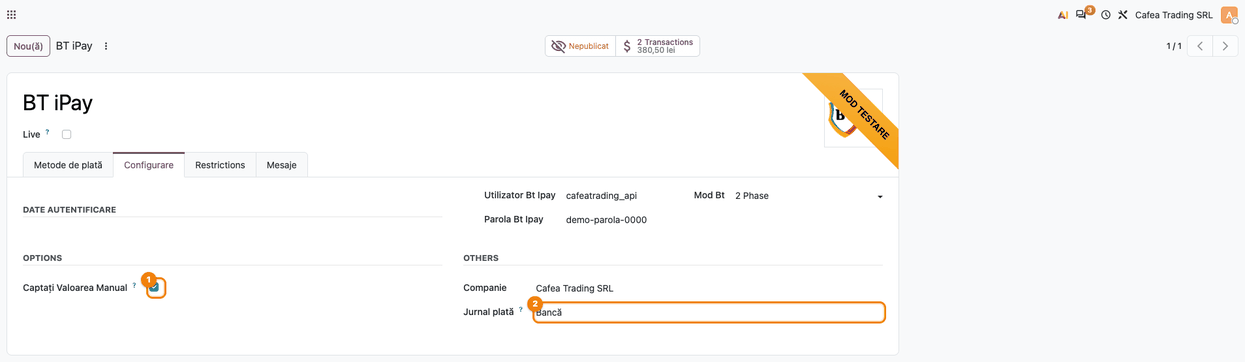 3
Cafea Trading SRL
A
Nou(ă)
BT iPay
Nepublicat
2 Transactions
380,50 lei
1 / 1
BT iPay
MOD TESTARE
B
Live ?
Metode de plată
Configurare
Restrictions
Mesaje
Utilizator Bt Ipay
cafeatrading_api
Mod Bt
2 Phase
DATE AUTENTIFICARE
Parola Bt Ipay
demo-parola-0000
OPTIONS
OTHERS
Captați Valoarea Manual ?
1
Companie
Cafea Trading SRL
2
Jurnal plată ?
Bancă